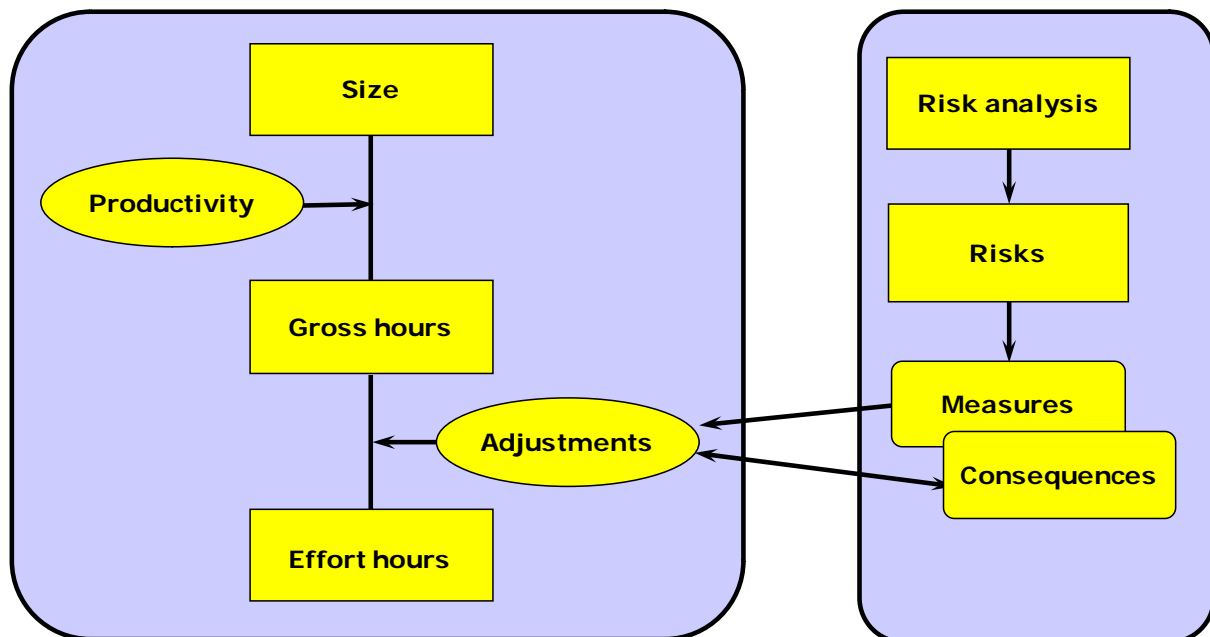 Size
Productivity
Gross hours
Adjustments
Effort hours
Risk analysis
Risks
Measures
Consequences